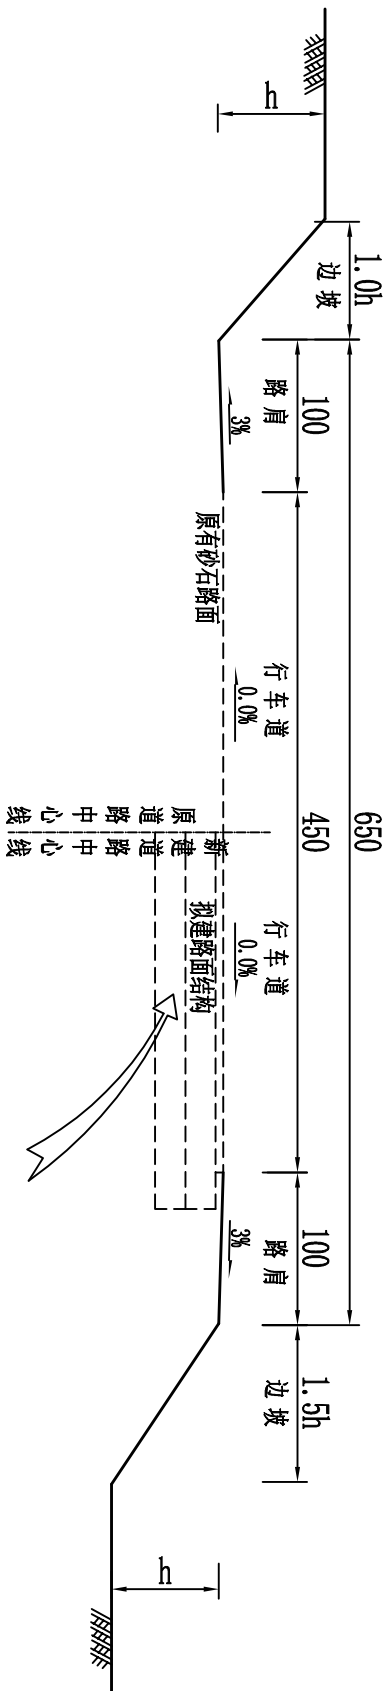 650
1.0h
100
450
100
1.5h
边坡
路肩
行车道
行车道
路肩
边坡
h
3%
0.0%
0.0%
3%
原有砂石路面
拟建路面结构
h
原道路中心线
新建道路中心线